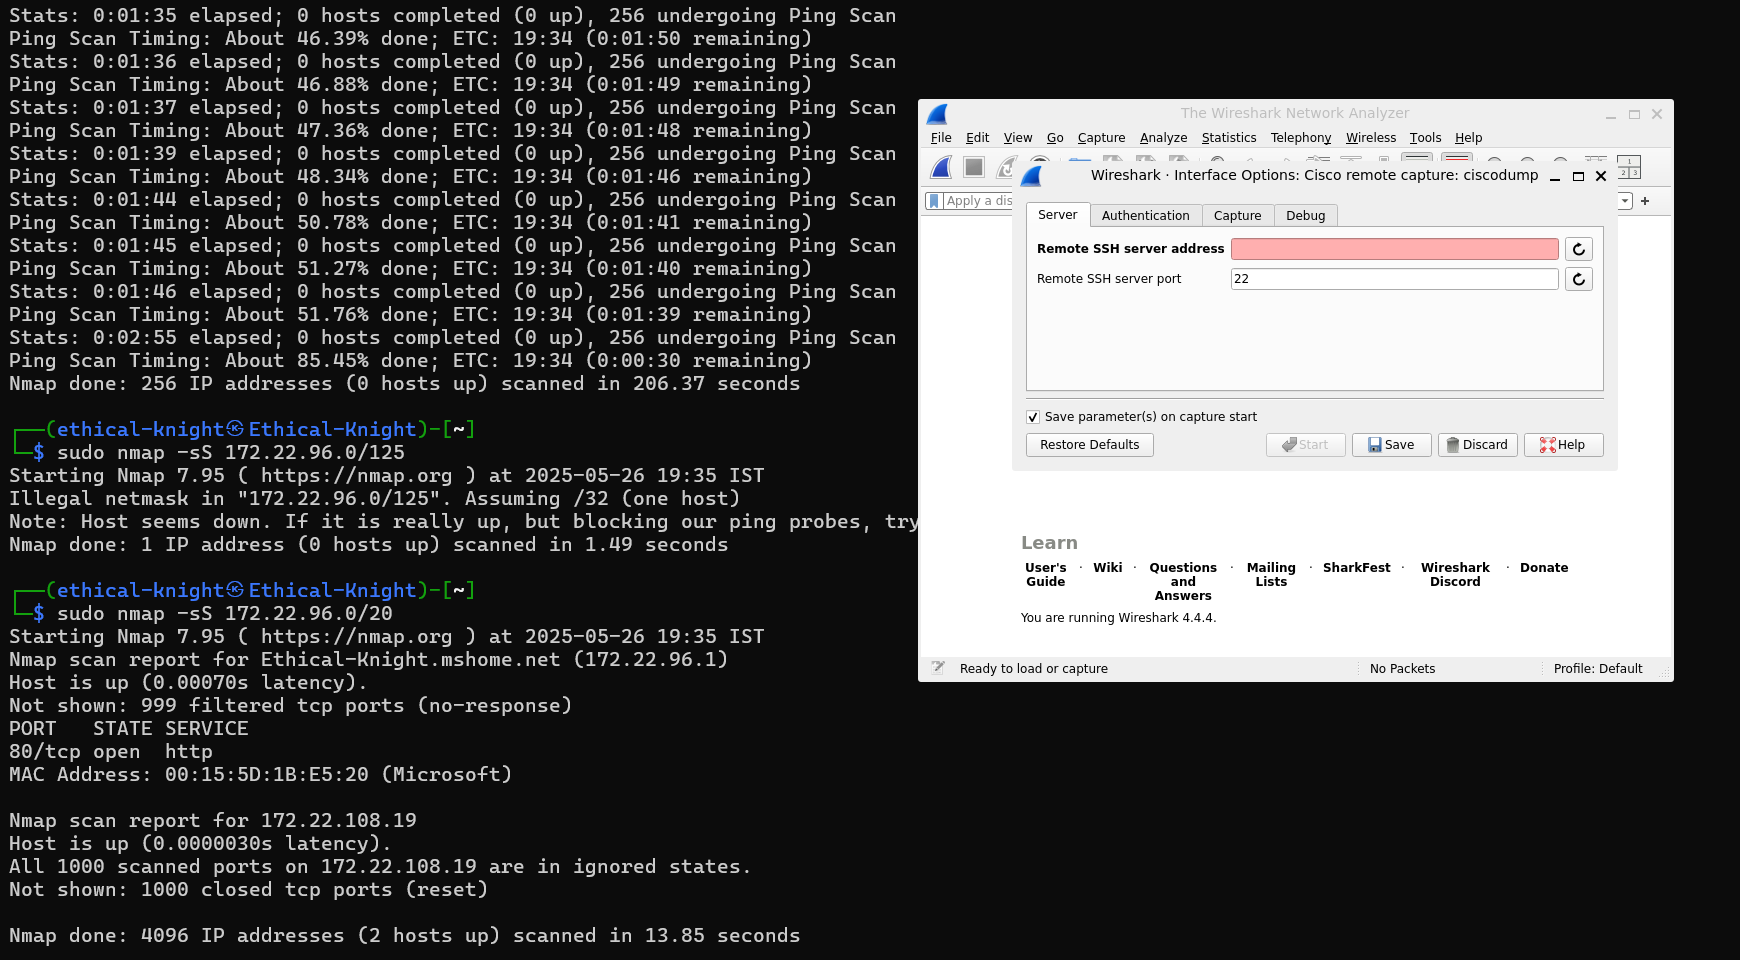 Stats: 0:01:35 elapsed; 0 hosts completed (0 up), 256 undergoing Ping Scan
Ping Scan Timing: About 46.39% done; ETC: 19:34 (0:01:50 remaining)
Stats: 0:01:36 elapsed; 0 hosts completed (0 up), 256 undergoing Ping Scan
Ping Scan Timing: About 46.88% done; ETC: 19:34 (0:01:49 remaining)
Stats: 0:01:37 elapsed; 0 hosts completed (0 up), 256 undergoing Ping Scan
Ping Scan Timing: About 47.36% done; ETC: 19:34 (0:01:48 remaining)
Stats: 0:01:39 elapsed; 0 hosts completed (0 up), 256 undergoing Ping Scan
Ping Scan Timing: About 48.34% done; ETC: 19:34 (0:01:46 remaining)
Stats: 0:01:44 elapsed; 0 hosts completed (0 up), 256 undergoing Ping Scan
Ping Scan Timing: About 50.78% done; ETC: 19:34 (0:01:41 remaining)
Stats: 0:01:45 elapsed; 0 hosts completed (0 up), 256 undergoing Ping Scan
Ping Scan Timing: About 51.27% done; ETC: 19:34 (0:01:40 remaining)
Stats: 0:01:46 elapsed; 0 hosts completed (0 up), 256 undergoing Ping Scan
Ping Scan Timing: About 51.76% done; ETC: 19:34 (0:01:39 remaining)
Stats: 0:02:55 elapsed; 0 hosts completed (0 up), 256 undergoing Ping Scan
Ping Scan Timing: About 85.45% done; ETC: 19:34 (0:00:30 remaining)
Nmap done: 256 IP addresses (0 hosts up) scanned in 206.37 seconds
┌──(ethical-knight㉿Ethical-Knight)-[~]
└─$ sudo nmap -sS 172.22.96.0/125
Starting Nmap 7.95 ( https://nmap.org ) at 2025-05-26 19:35 IST
Illegal netmask in "172.22.96.0/125". Assuming /32 (one host)
Note: Host seems down. If it is really up, but blocking our ping probes, try
Nmap done: 1 IP address (0 hosts up) scanned in 1.49 seconds
┌──(ethical-knight㉿Ethical-Knight)-[~]
└─$ sudo nmap -sS 172.22.96.0/20
Starting Nmap 7.95 ( https://nmap.org ) at 2025-05-26 19:35 IST
Nmap scan report for Ethical-Knight.mshome.net (172.22.96.1)
Host is up (0.00070s latency).
Not shown: 999 filtered tcp ports (no-response)
PORT   STATE SERVICE
80/tcp open  http
MAC Address: 00:15:5D:1B:E5:20 (Microsoft)
Nmap scan report for 172.22.108.19
Host is up (0.0000030s latency).
All 1000 scanned ports on 172.22.108.19 are in ignored states.
Not shown: 1000 closed tcp ports (reset)
Nmap done: 4096 IP addresses (2 hosts up) scanned in 13.85 seconds
The Wireshark Network Analyzer
File Edit View Go Capture Analyze Statistics Telephony Wireless Tools Help
Apply a dis
Wireshark · Interface Options: Cisco remote capture: ciscodump
Server Authentication Capture Debug
Remote SSH server address
Remote SSH server port 22
Save parameter(s) on capture start
Restore Defaults Start Save Discard Help
Learn
User's Guide · Wiki · Questions and Answers · Mailing Lists · SharkFest · Wireshark Discord · Donate
You are running Wireshark 4.4.4.
Ready to load or capture No Packets Profile: Default